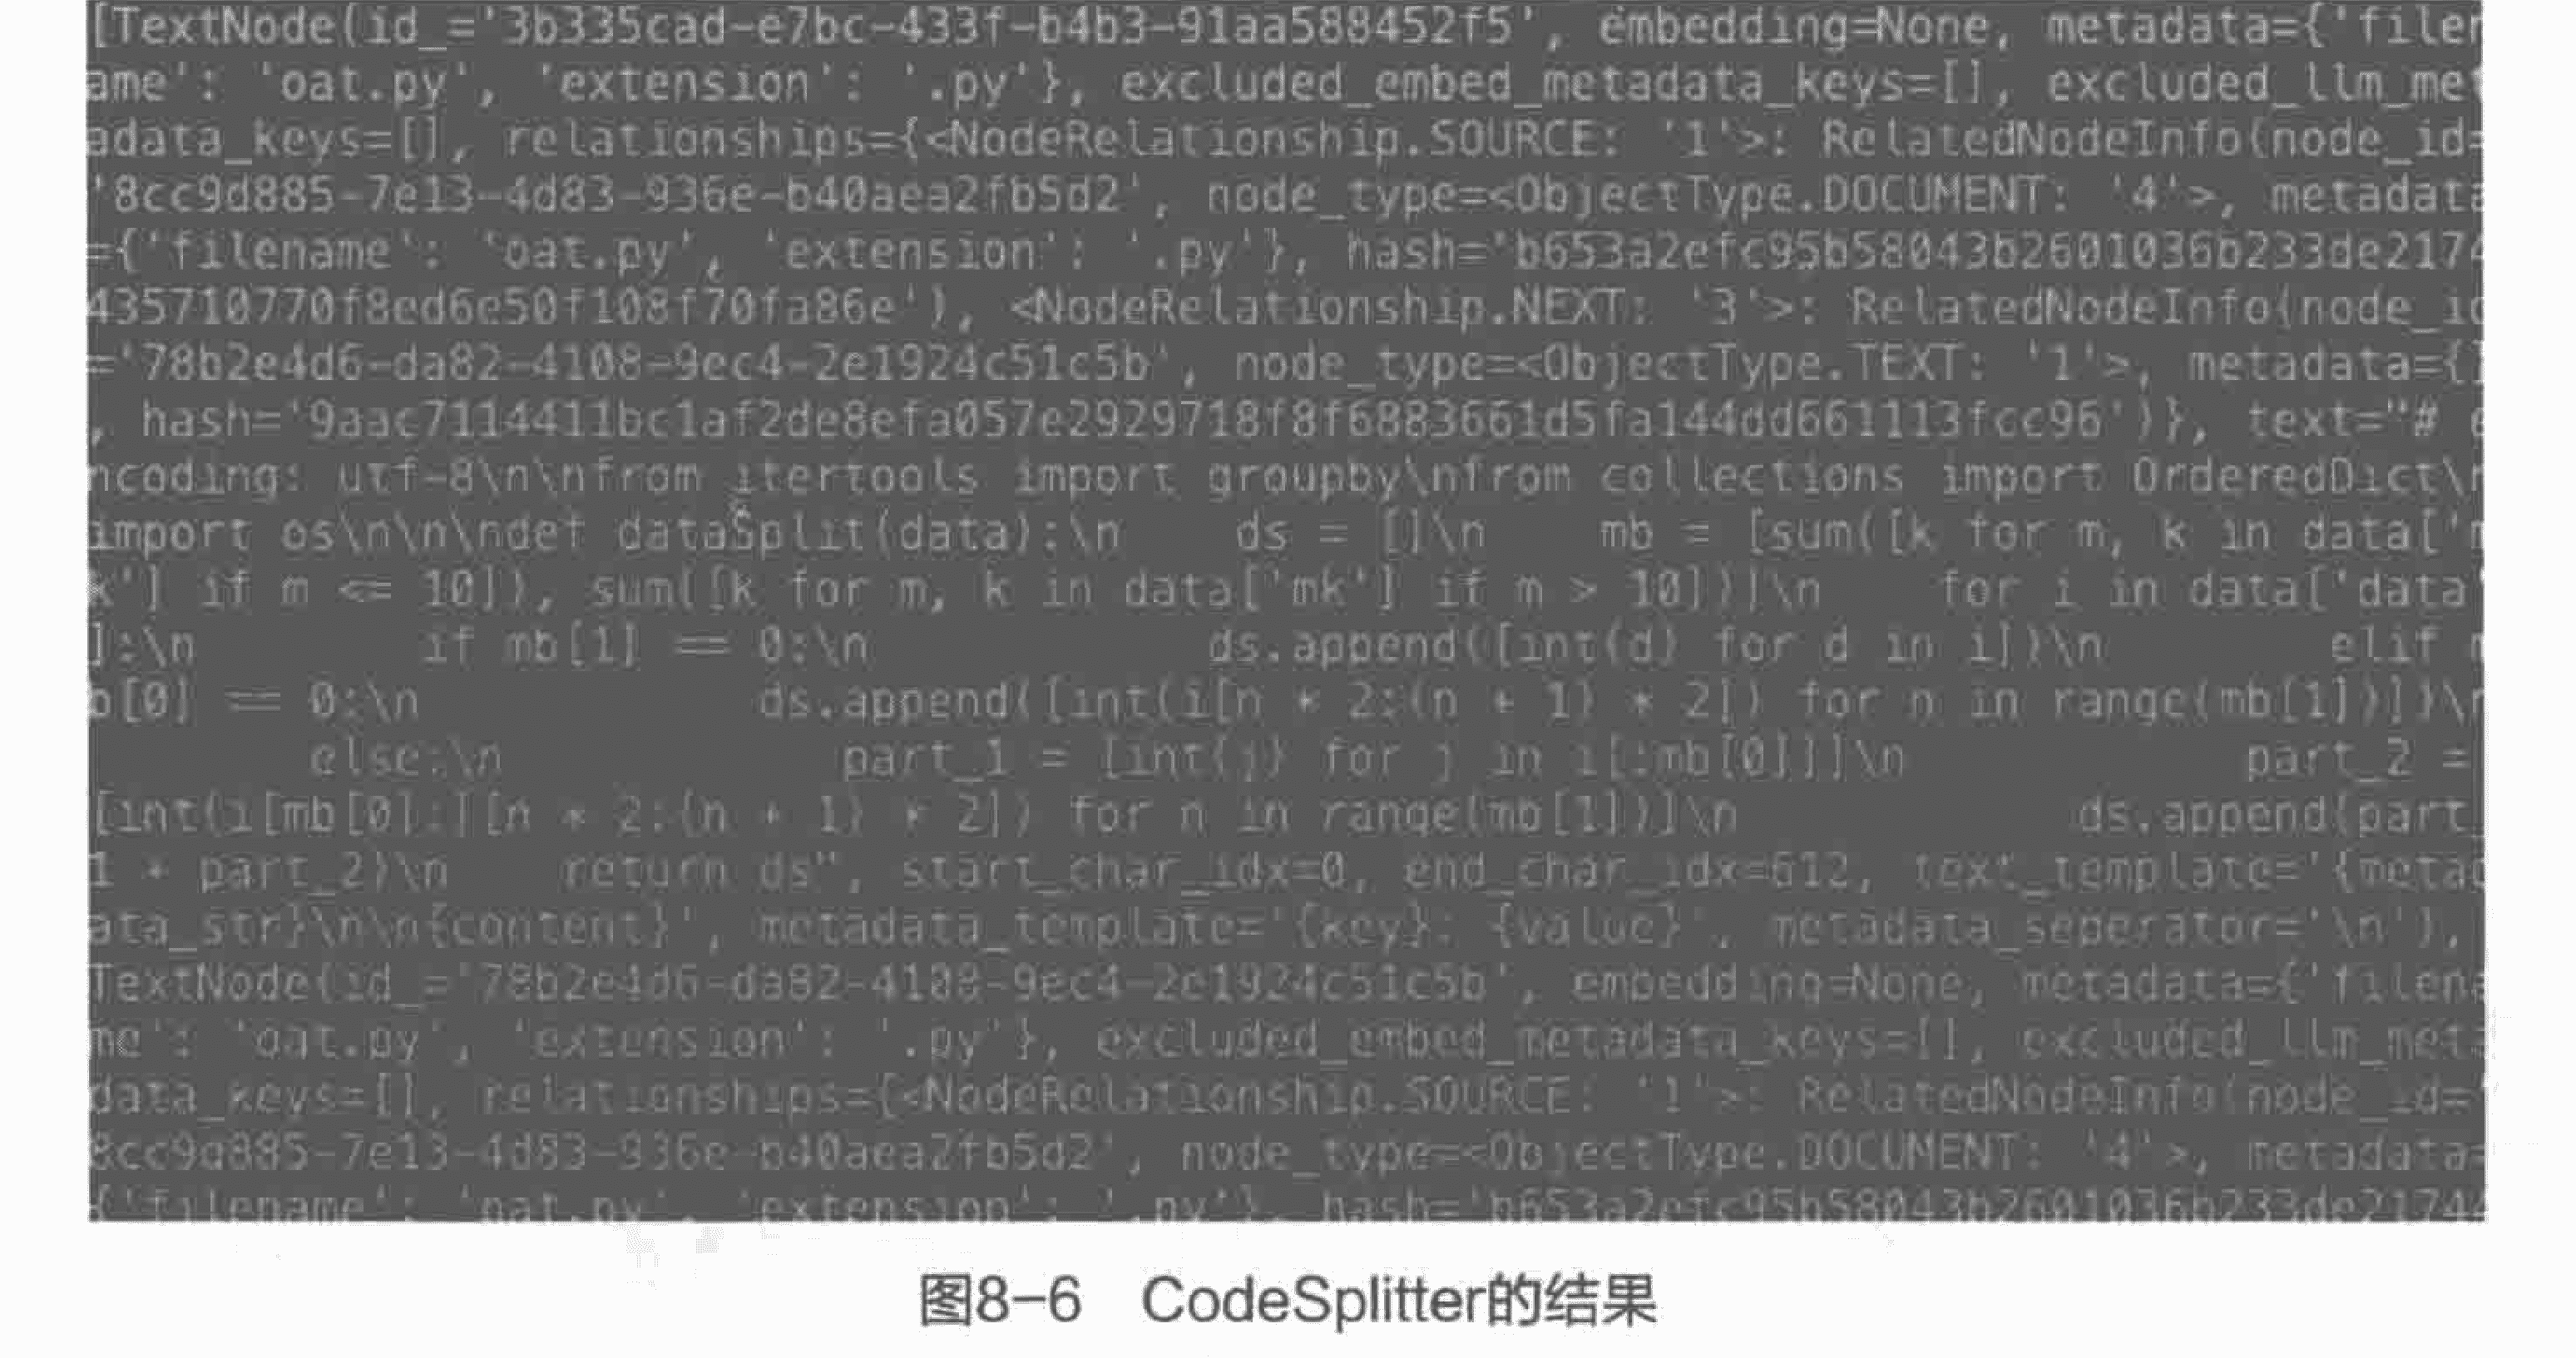 [TextNode(id_='3b335cad-e7bc-433f-b4b3-91aa588452f5', embedding=None, metadata={'filen
ame': 'oat.py', 'extension': '.py'}, excluded_embed_metadata_keys=[], excluded_llm_met
adata_keys=[], relationships={<NodeRelationship.SOURCE: '1'>: RelatedNodeInfo(node_id=
'8cc9d885-7e13-4d83-936e-b40aea2fb5d2', node_type=<ObjectType.DOCUMENT: '4'>, metadata
={'filename': 'oat.py', 'extension': '.py'}, hash='b653a2efc95b58043b2601036b233de2174
435710770f8ed6e50f108f70fa86e'), <NodeRelationship.NEXT: '3'>: RelatedNodeInfo(node_id
='78b2e4d6-da82-4108-9ec4-2e1924c51c5b', node_type=<ObjectType.TEXT: '1'>, metadata={}
, hash='9aac7114411bc1af2de8efa057e2929718f8f6883661d5fa144dd661113fcc96')}, text="# e
ncoding: utf-8\n\nfrom itertools import groupby\nfrom collections import OrderedDict\n
import os\n\n\ndef dataSplit(data):\n    ds = []\n    mb = [sum([k for m, k in data['m
k'] if m <= 10]), sum([k for m, k in data['mk'] if m > 10])]\n    for i in data['data'
]:\n        if mb[1] == 0:\n            ds.append([int(d) for d in i])\n        elif m
b[0] == 0:\n            ds.append([int(i[n * 2:(n + 1) * 2]) for n in range(mb[1])])\n
        else:\n            part_1 = [int(j) for j in i[:mb[0]]]\n            part_2 =
[int(i[mb[0]:][n * 2:(n + 1) * 2]) for n in range(mb[1])]\n            ds.append(part_
1 + part_2)\n    return ds", start_char_idx=0, end_char_idx=612, text_template='{metad
ata_str}\n\n{content}', metadata_template='{key}: {value}', metadata_seperator='\n'),
TextNode(id_='78b2e4d6-da82-4108-9ec4-2e1924c51c5b', embedding=None, metadata={'filena
me': 'oat.py', 'extension': '.py'}, excluded_embed_metadata_keys=[], excluded_llm_meta
data_keys=[], relationships={<NodeRelationship.SOURCE: '1'>: RelatedNodeInfo(node_id='
8cc9d885-7e13-4d83-936e-b40aea2fb5d2', node_type=<ObjectType.DOCUMENT: '4'>, metadata=
{'filename': 'oat.py', 'extension': '.py'}, hash='b653a2efc95b58043b2601036b233de21744
图8-6 CodeSplitter的结果